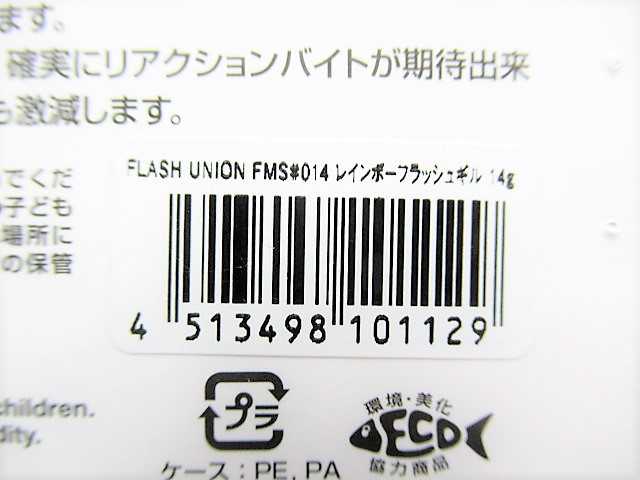 ます。
確実にリアクションバイトが期待出来
も激減します。
FLASH UNION FMS#014 レインボーフラッシュギル 14g
でくだ
子ども
場所に
の保管
4 513498 101129
children.
dity.
プラ
ケース：PE, PA
環境・美化
ECO
協力商品